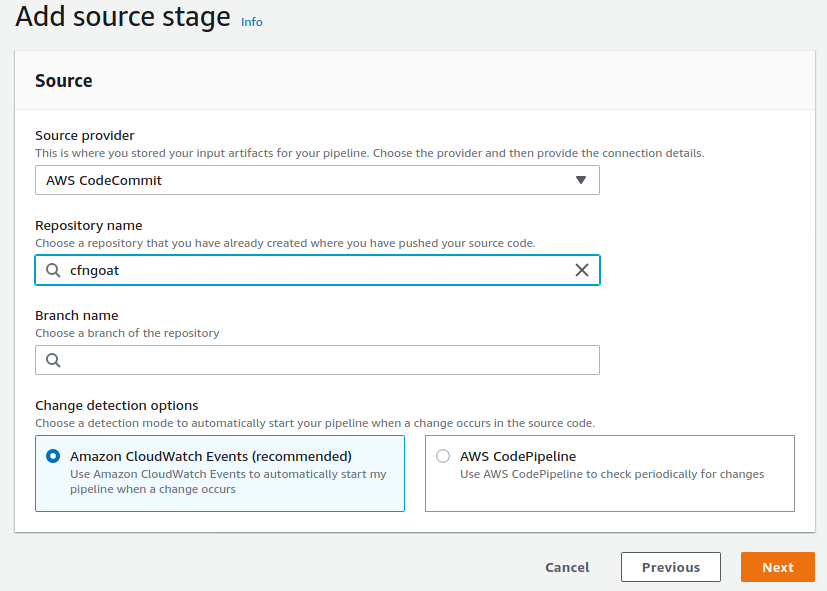 Add source stage Info
Source
Source provider
This is where you stored your input artifacts for your pipeline. Choose the provider and then provide the connection details.
AWS CodeCommit
Repository name
Choose a repository that you have already created where you have pushed your source code.
cfngoat
Branch name
Choose a branch of the repository
Change detection options
Choose a detection mode to automatically start your pipeline when a change occurs in the source code.
Amazon CloudWatch Events (recommended)
Use Amazon CloudWatch Events to automatically start my
pipeline when a change occurs
AWS CodePipeline
Use AWS CodePipeline to check periodically for changes
Cancel
Previous
Next